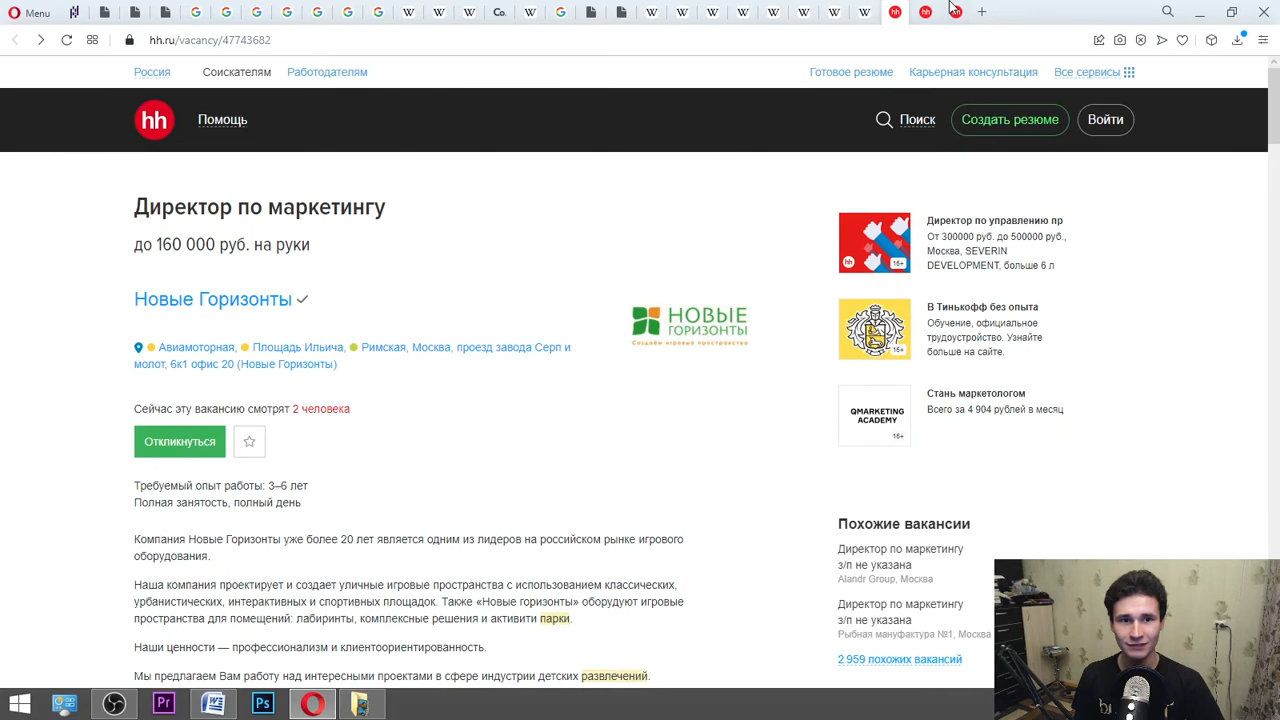 Menu
hh.ru/vacancy/47743682
Россия
Соискателям
Работодателям
Готовое резюме
Карьерная консультация
Все сервисы
hh
Помощь
Поиск
Создать резюме
Войти
Директор по маркетингу
до 160 000 руб. на руки
Новые Горизонты
НОВЫЕ
ГОРИЗОНТЫ
Создаём игровые пространства
Авиамоторная, Площадь Ильича, Римская, Москва, проезд завода Серп и
молот, 6к1 офис 20 (Новые Горизонты)
Сейчас эту вакансию смотрят 2 человека
Откликнуться
Требуемый опыт работы: 3–6 лет
Полная занятость, полный день
Компания Новые Горизонты уже более 20 лет является одним из лидеров на российском рынке игрового
оборудования.
Наша компания проектирует и создает уличные игровые пространства с использованием классических,
урбанистических, интерактивных и спортивных площадок. Также «Новые горизонты» оборудуют игровые
пространства для помещений: лабиринты, комплексные решения и активити парки.
Наши ценности — профессионализм и клиентоориентированность.
Мы предлагаем Вам работу над интересными проектами в сфере индустрии детских развлечений.
hh
16+
Директор по управлению пр
От 300000 руб. до 500000 руб.,
Москва, SEVERIN
DEVELOPMENT, больше 6 л
16+
В Тинькофф без опыта
Обучение, официальное
трудоустройство. Узнайте
больше на сайте.
QMARKETING
ACADEMY
16+
Стань маркетологом
Всего за 4 904 рублей в месяц
Похожие вакансии
Директор по маркетингу
з/п не указана
Alandr Group, Москва
Директор по маркетингу
з/п не указана
Рыбная мануфактура №1, Москва
2 959 похожих вакансий
Pr
Ps